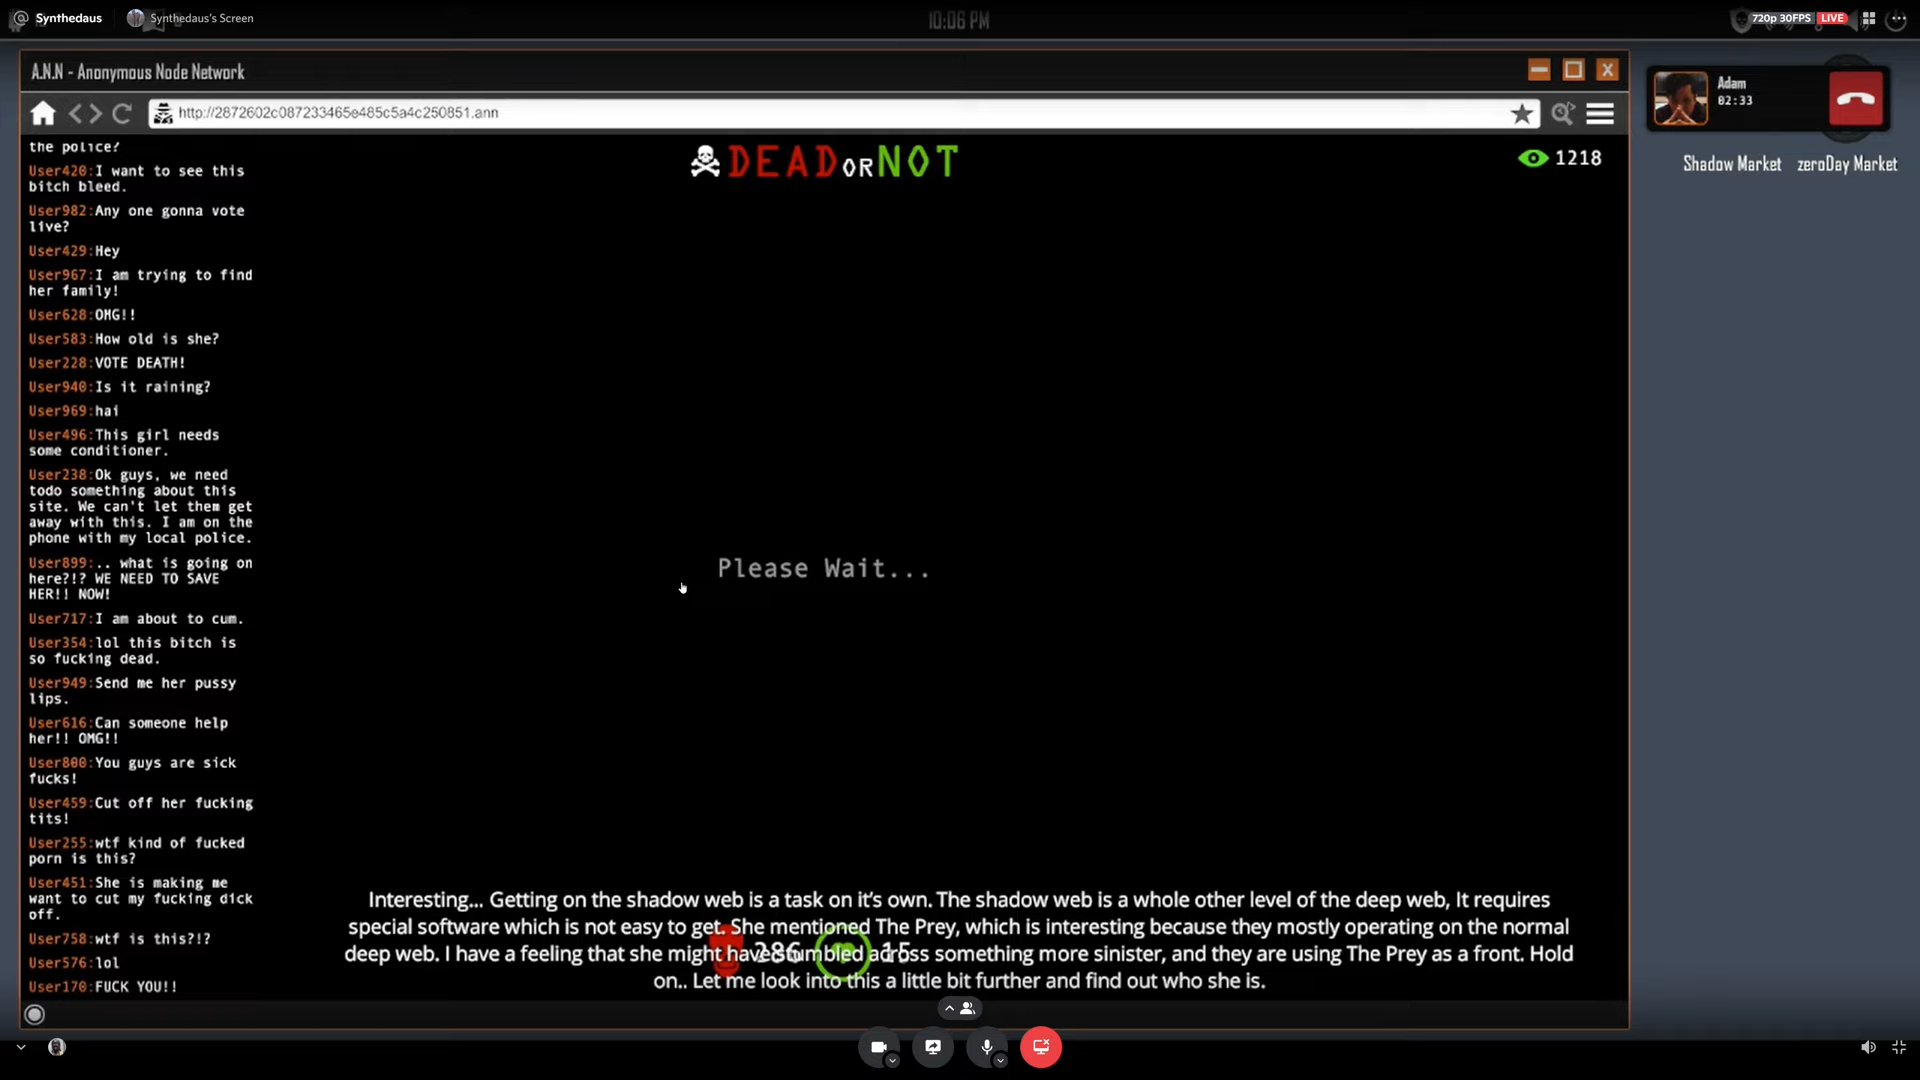 Synthedaus
Synthedaus's Screen
10:06 PM
720p 30FPS LIVE
A.N.N - Anonymous Node Network
http://2872602c087233465e485c5a4c250851.ann
Adam
02:33
Shadow Market zeroDay Market
DEAD OR NOT
1218
the police?
User420:I want to see this
bitch bleed.
User982:Any one gonna vote
live?
User429:Hey
User967:I am trying to find
her family!
User628:OMG!!
User583:How old is she?
User228:VOTE DEATH!
User940:Is it raining?
User969:hai
User496:This girl needs
some conditioner.
User238:Ok guys, we need
todo something about this
site. We can't let them get
away with this. I am on the
phone with my local police.
User899:.. what is going on
here?!? WE NEED TO SAVE
HER!! NOW!
User717:I am about to cum.
User354:lol this bitch is
so fucking dead.
User949:Send me her pussy
lips.
User616:Can someone help
her!! OMG!!
User800:You guys are sick
fucks!
User459:Cut off her fucking
tits!
User255:wtf kind of fucked
porn is this?
User451:She is making me
want to cut my fucking dick
off.
User758:wtf is this?!?
User576:lol
User170:FUCK YOU!!
Please Wait...
Interesting... Getting on the shadow web is a task on it's own. The shadow web is a whole other level of the deep web, It requires
special software which is not easy to get. She mentioned The Prey, which is interesting because they mostly operating on the normal
deep web. I have a feeling that she might have stumbled across something more sinister, and they are using The Prey as a front. Hold
on.. Let me look into this a little bit further and find out who she is.
286
15